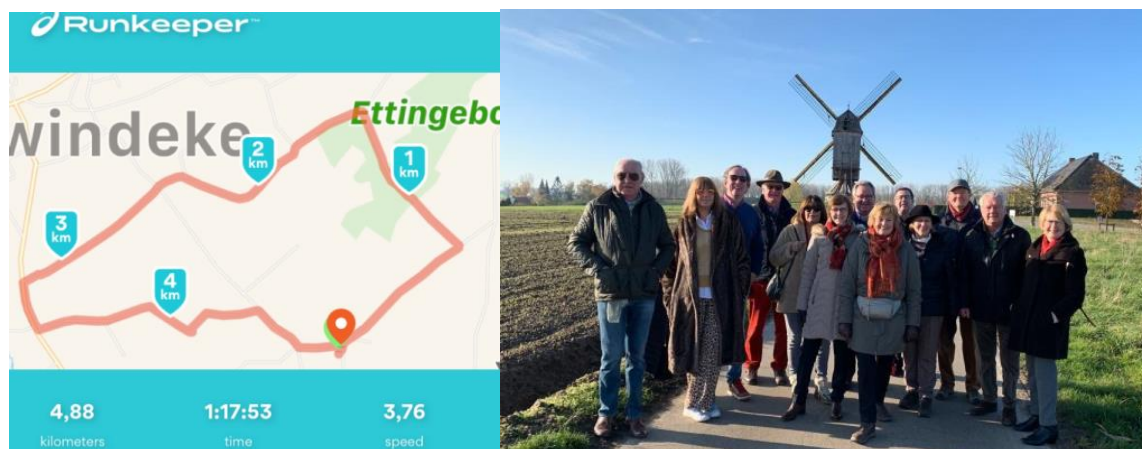 Runkeeper™
windeke
Ettingebo
1
km
2
km
3
km
4
km
4,88
1:17:53
3,76
kilometers
time
speed